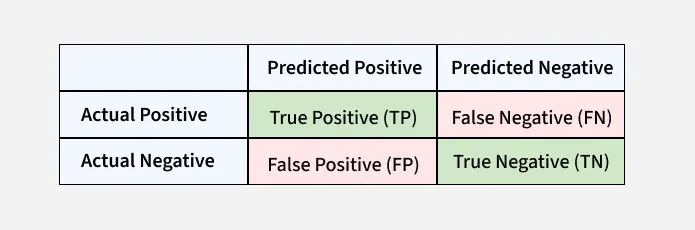 Predicted Positive Predicted Negative
Actual Positive True Positive (TP) False Negative (FN)
Actual Negative False Positive (FP) True Negative (TN)